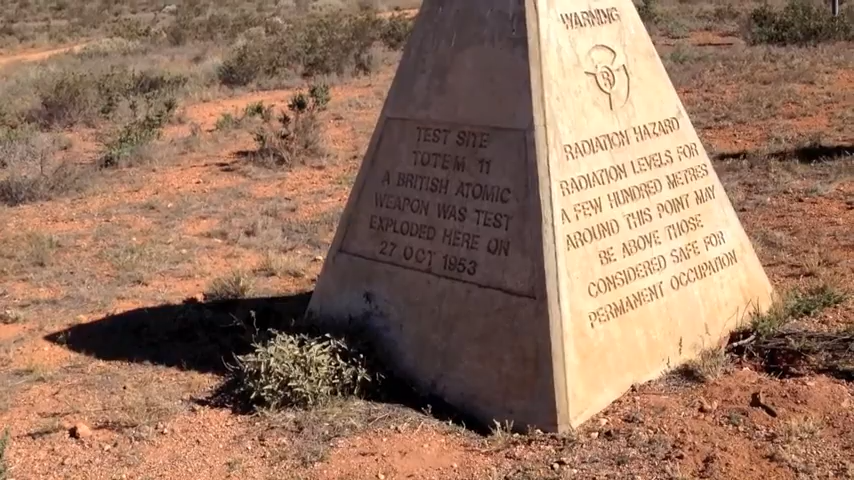 TEST SITE
TOTEM 11
A BRITISH ATOMIC
WEAPON WAS TEST
EXPLODED HERE ON
27 OCT 1953
WARNING
RADIATION HAZARD
RADIATION LEVELS FOR
A FEW HUNDRED METRES
AROUND THIS POINT MAY
BE ABOVE THOSE
CONSIDERED SAFE FOR
PERMANENT OCCUPATION